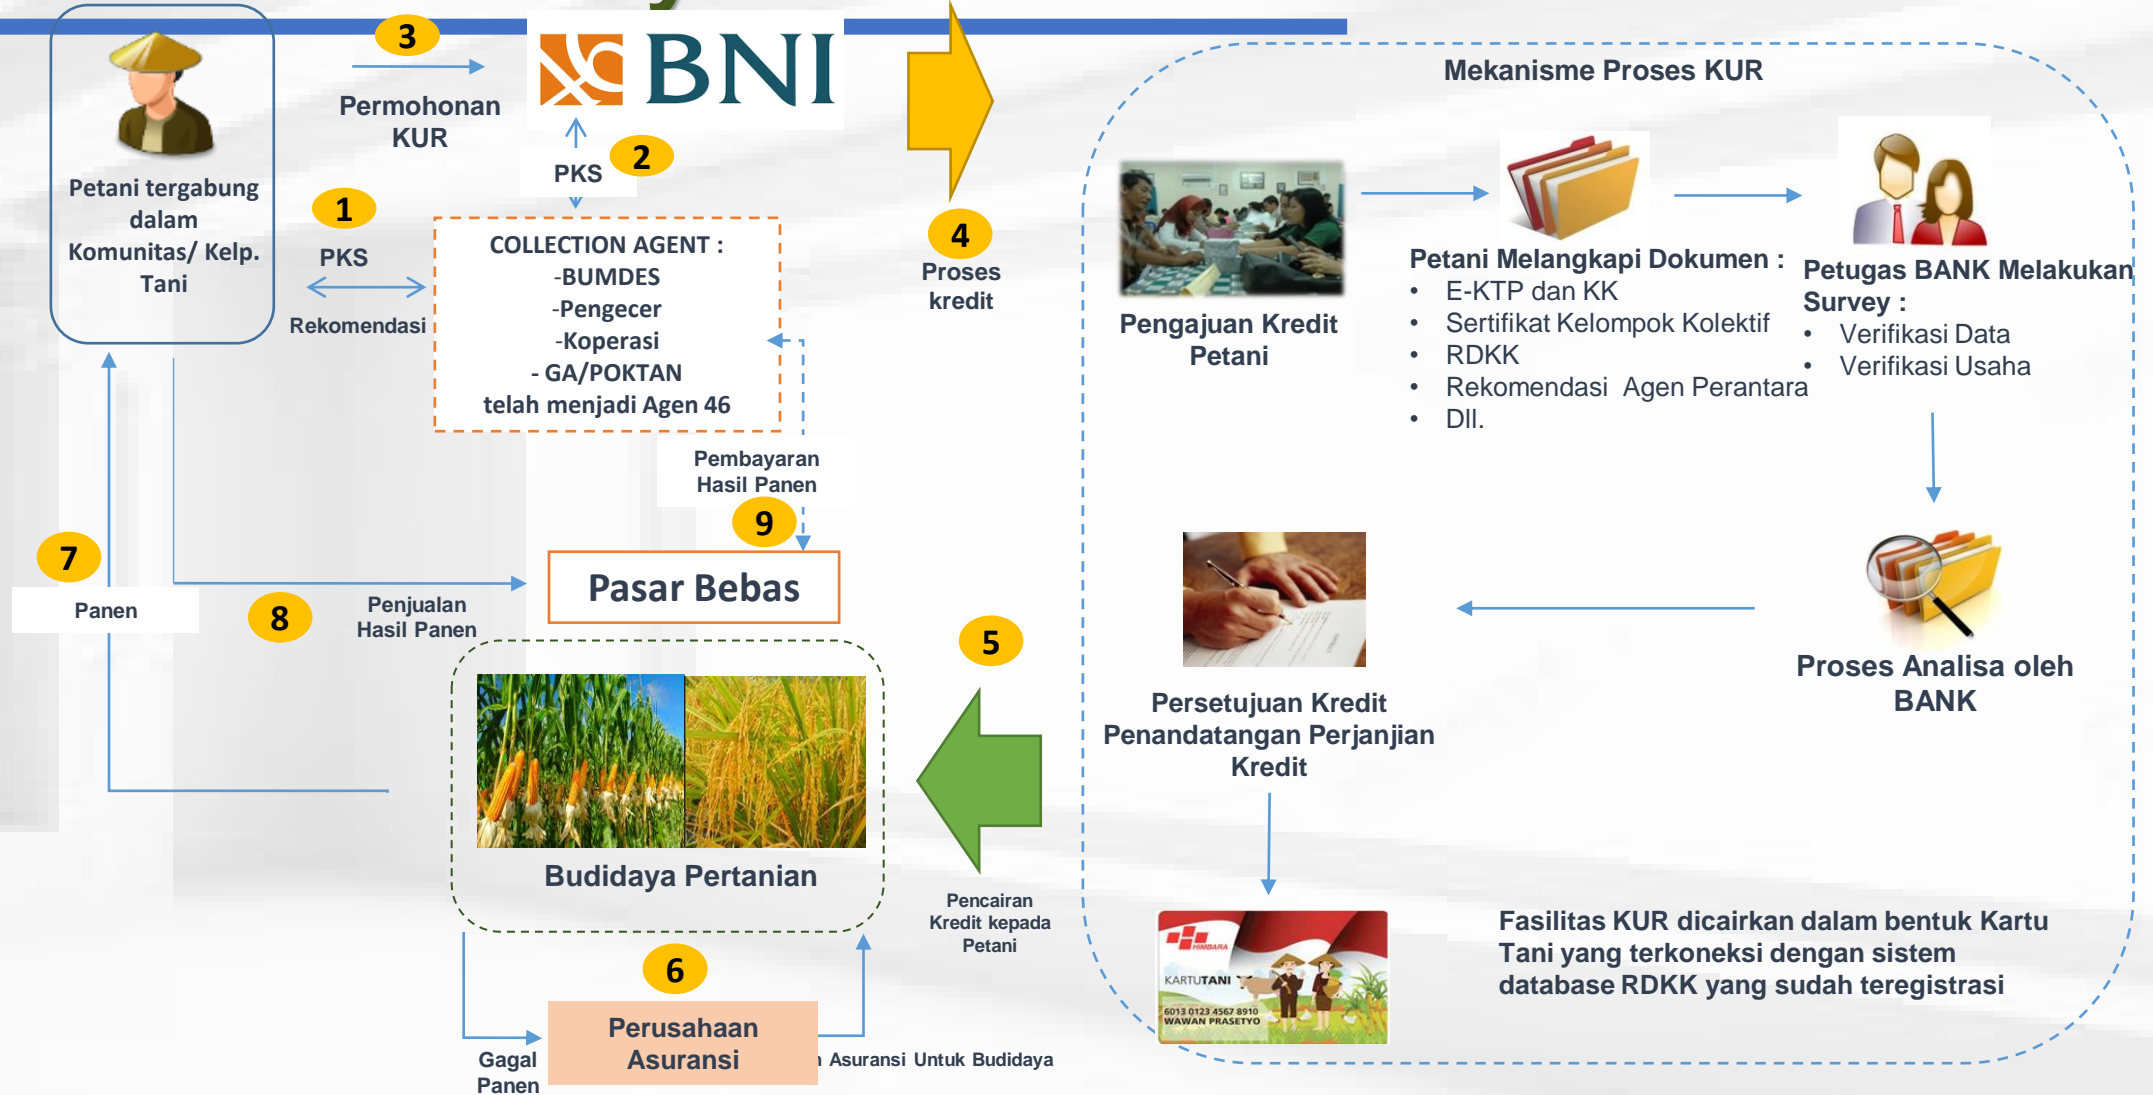 3
BNI
Permohonan
KUR
2
PKS
Petani tergabung
dalam
Komunitas/ Kelp.
Tani
1
PKS
Rekomendasi
COLLECTION AGENT :
-BUMDES
-Pengecer
-Koperasi
- GA/POKTAN
telah menjadi Agen 46
4
Proses
kredit
Mekanisme Proses KUR
Pengajuan Kredit
Petani
Petani Melangkapi Dokumen :
• E-KTP dan KK
• Sertifikat Kelompok Kolektif
• RDKK
• Rekomendasi Agen Perantara
• Dll.
Petugas BANK Melakukan
Survey :
• Verifikasi Data
• Verifikasi Usaha
Proses Analisa oleh
BANK
Persetujuan Kredit
Penandatangan Perjanjian
Kredit
HIMBARA
KARTUTANI
6013 0123 4567 8910
WAWAN PRASETYO
Fasilitas KUR dicairkan dalam bentuk Kartu
Tani yang terkoneksi dengan sistem
database RDKK yang sudah teregistrasi
5
Pencairan
Kredit kepada
Petani
Budidaya Pertanian
6
Gagal
Panen
Perusahaan
Asuransi
Asuransi Untuk Budidaya
7
Panen
8
Penjualan
Hasil Panen
Pembayaran
Hasil Panen
9
Pasar Bebas